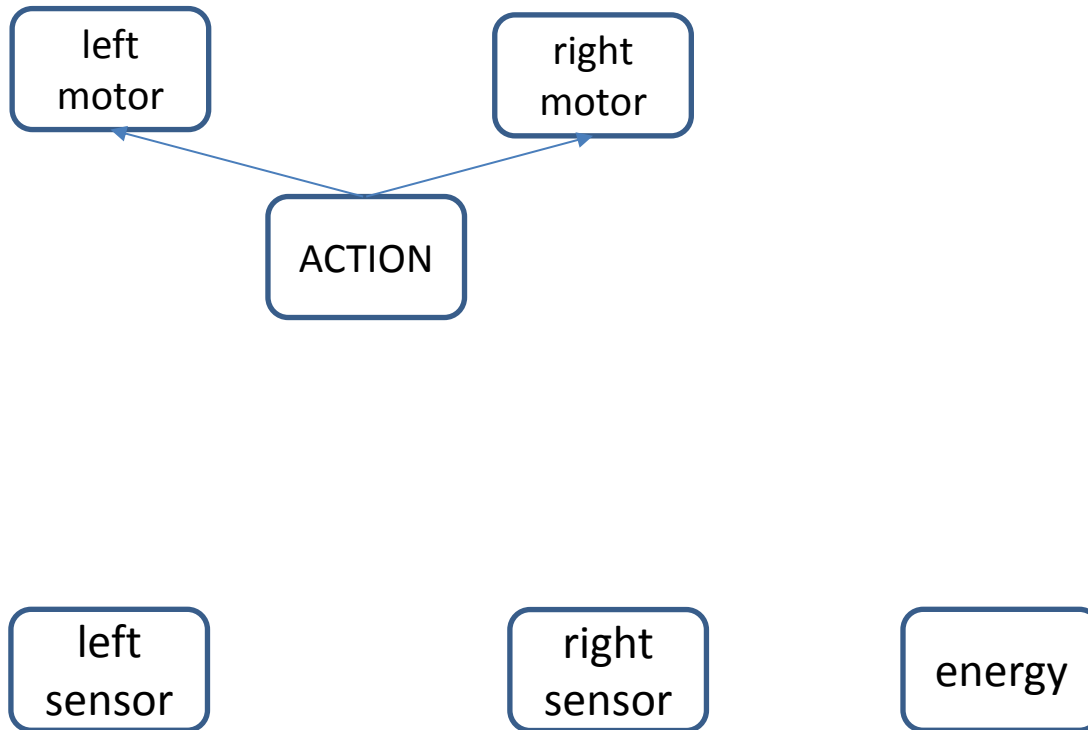 left
motor
right
motor
ACTION
left
sensor
right
sensor
energy